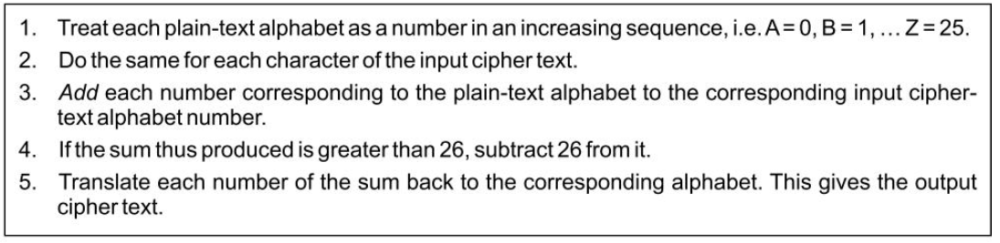 1. Treat each plain-text alphabet as a number in an increasing sequence, i.e. A = 0, B = 1, ... Z = 25.
2. Do the same for each character of the input cipher text.
3. Add each number corresponding to the plain-text alphabet to the corresponding input cipher-
text alphabet number.
4. If the sum thus produced is greater than 26, subtract 26 from it.
5. Translate each number of the sum back to the corresponding alphabet. This gives the output
cipher text.